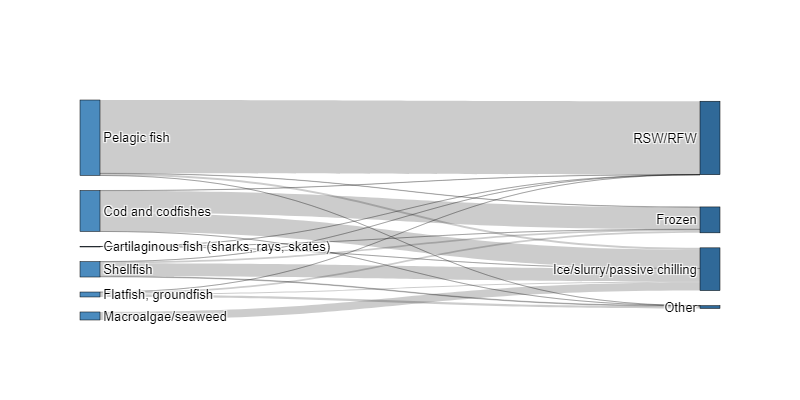 Pelagic fish
Cod and codfishes
Cartilaginous fish (sharks, rays, skates)
Shellfish
Flatfish, groundfish
Macroalgae/seaweed
RSW/RFW
Frozen
Ice/slurry/passive chilling
Other